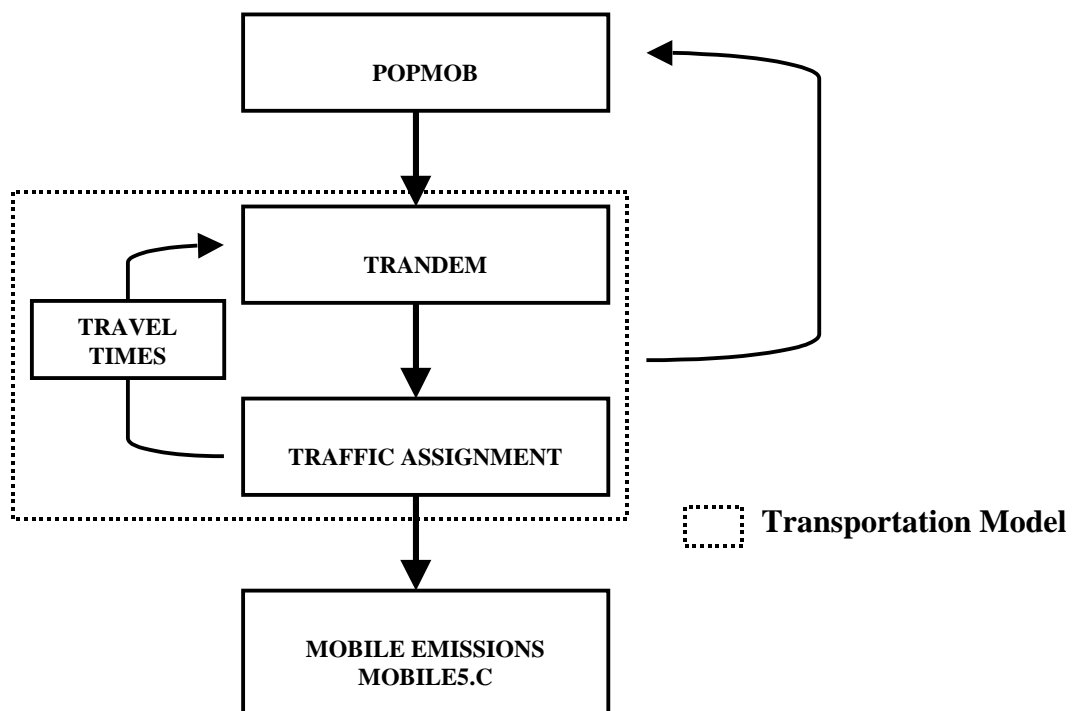 POPMOB
TRANDEM
TRAVEL
TIMES
TRAFFIC ASSIGNMENT
Transportation Model
MOBILE EMISSIONS
MOBILE5.C